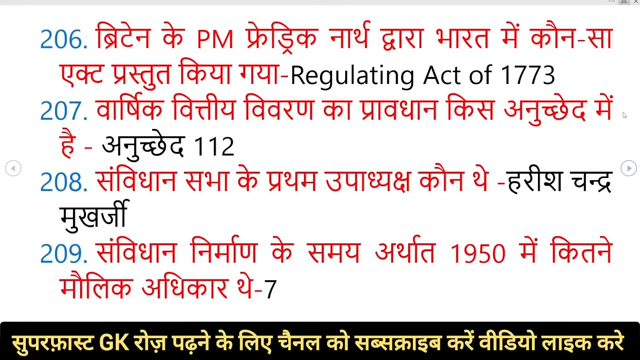 206. ब्रिटेन के PM फ्रेड्रिक नार्थ द्वारा भारत में कौन-सा
एक्ट प्रस्तुत किया गया-Regulating Act of 1773
207. वार्षिक वित्तीय विवरण का प्रावधान किस अनुच्छेद में
है - अनुच्छेद 112
208. संविधान सभा के प्रथम उपाध्यक्ष कौन थे -हरीश चन्द्र
मुखर्जी
209. संविधान निर्माण के समय अर्थात 1950 में कितने
मौलिक अधिकार थे-7
सुपरफ़ास्ट GK रोज़ पढ़ने के लिए चैनल को सब्सक्राइब करें वीडियो लाइक करे